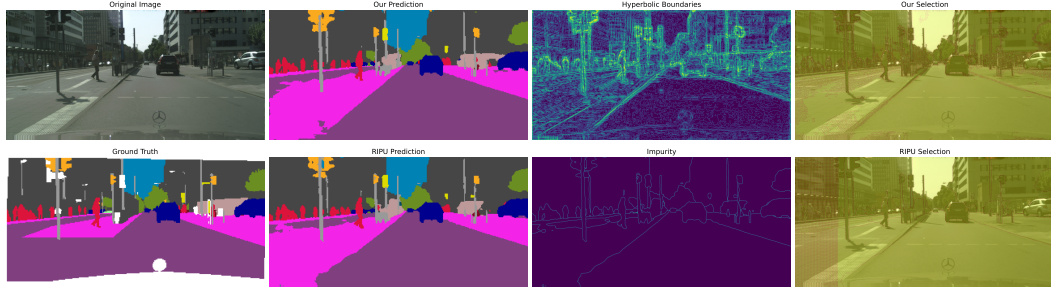 Original Image
Our Prediction
Hyperbolic Boundaries
Our Selection
Ground Truth
RIPU Prediction
Impurity
RIPU Selection